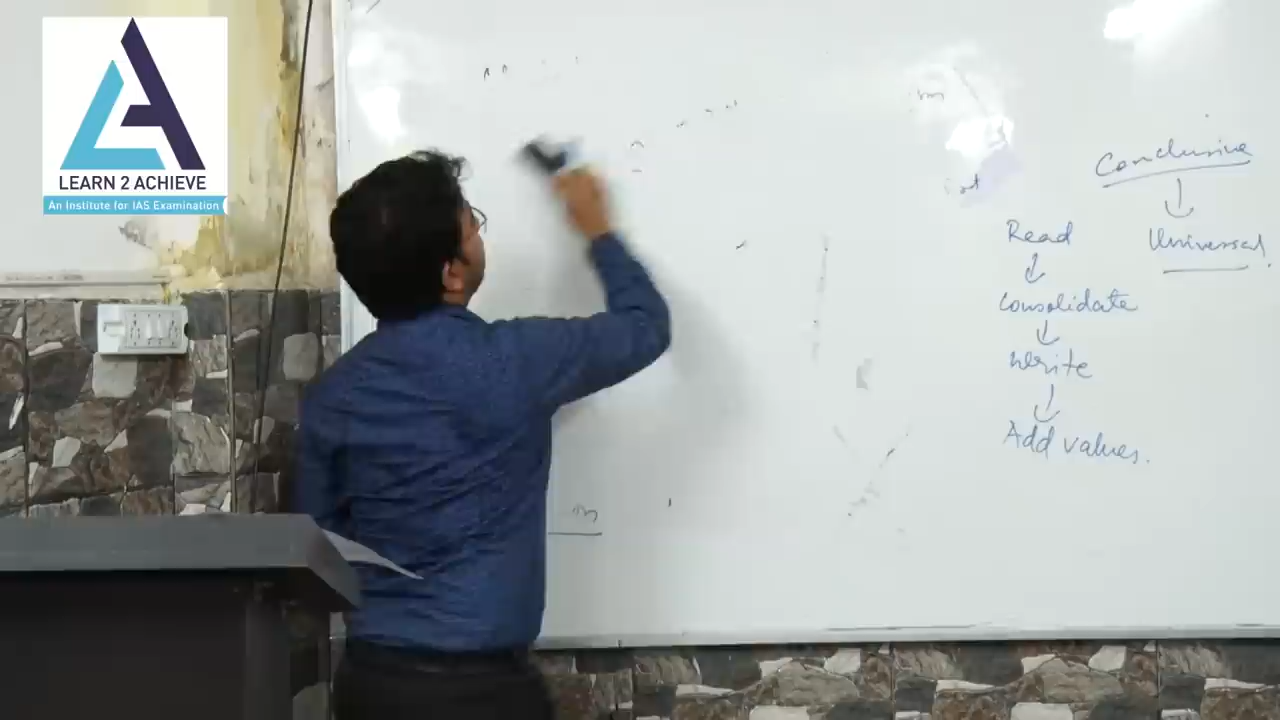 LEARN 2 ACHIEVE
An Institute for IAS Examination
Conclusive
↓
Universal.
Read
↓
Consolidate
↓
Write
↓
Add values.